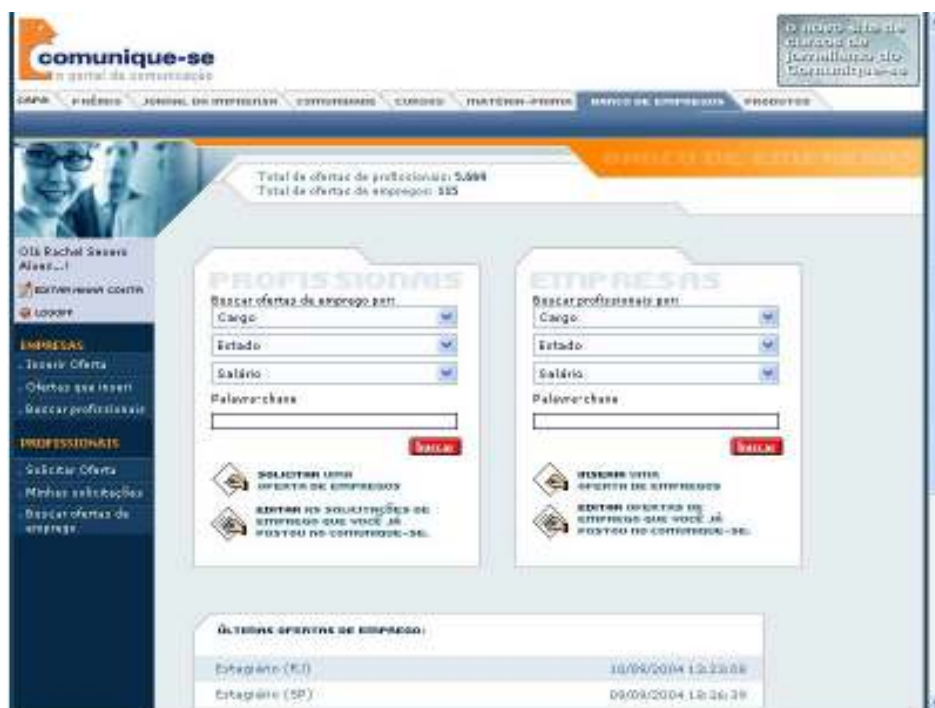 comunique-se
o portal da comunicação
o novo site de
cursos de
jornalismo do
Comunique-se
CAPA PRÊMIO JORNAL DA IMPRENSA COMUNIDADE CURSOS MATÉRIA-PRIMA BANCO DE EMPREGOS PRODUTOS
BANCO DE EMPREGOS
Total de ofertas de profissionais: 5.664
Total de ofertas de empregos: 115
Olá Rachel Severo
EDITAR MINHA CONTA
LOGOFF
EMPRESAS
. Inserir Oferta
. Ofertas que inseri
. Buscar profissionais
PROFISSIONAIS
. Solicitar Oferta
. Minhas solicitações
. Buscar ofertas de
emprego
PROFISSIONAIS
Buscar ofertas de emprego por:
Cargo
Estado
Salário
Palavra-chave
buscar
SOLICITAR UMA
OFERTA DE EMPREGOS
EDITAR AS SOLICITAÇÕES DE
EMPREGO QUE VOCÊ JÁ
POSTOU NO COMUNIQUE-SE.
EMPRESAS
Buscar profissionais por:
Cargo
Estado
Salário
Palavra-chave
buscar
INSERIR UMA
OFERTA DE EMPREGOS
EDITAR OFERTAS DE
EMPREGO QUE VOCÊ JÁ
POSTOU NO COMUNIQUE-SE.
ÚLTIMAS OFERTAS DE EMPREGO:
Estagiário (RJ) 10/09/2004
Estagiário (SP) 09/09/2004 18:26:39